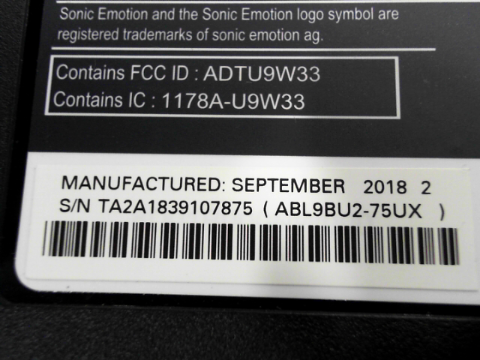 Sonic Emotion and the Sonic Emotion logo symbol are
registered trademarks of sonic emotion ag.
Contains FCC ID : ADTU9W33
Contains IC : 1178A-U9W33
MANUFACTURED: SEPTEMBER 2018 2
S/N TA2A1839107875 ( ABL9BU2-75UX )